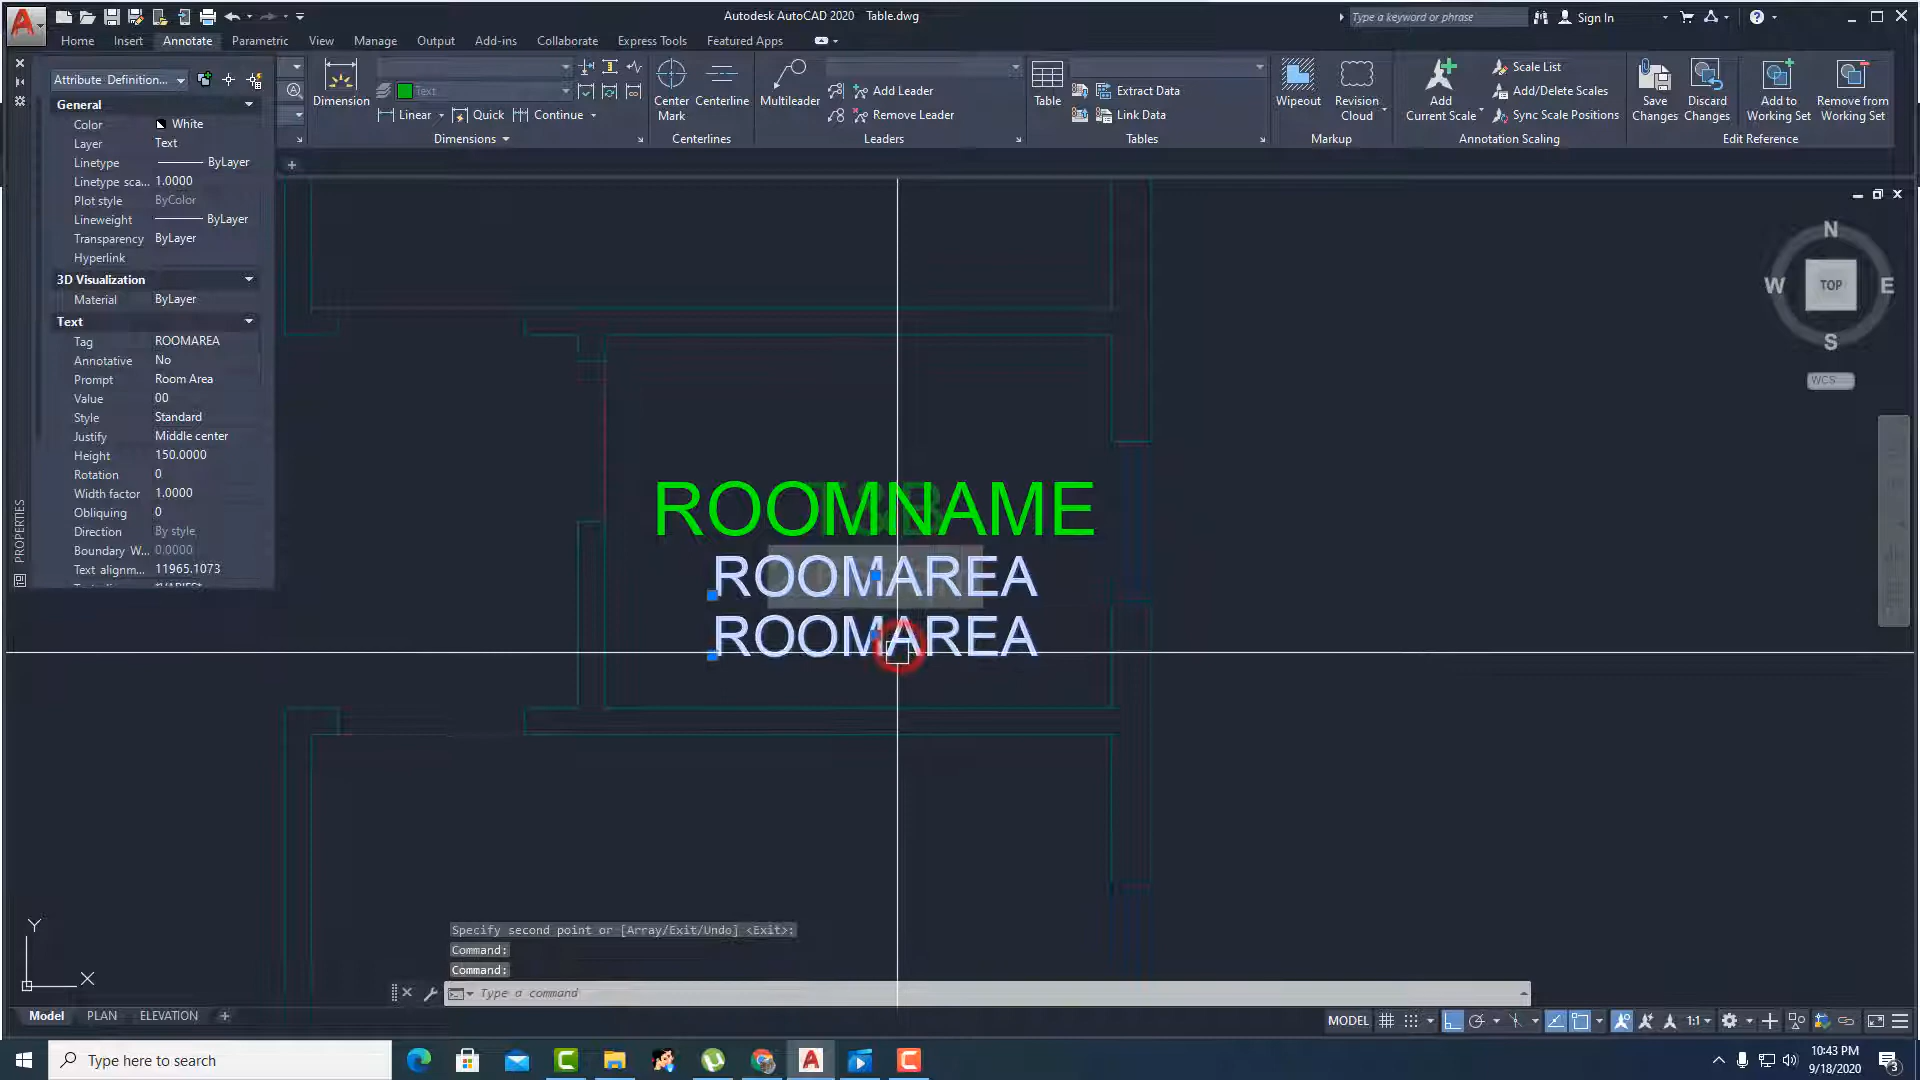 Autodesk AutoCAD 2020 Table.dwg
Type a keyword or phrase
Sign In
Home Insert Annotate Parametric View Manage Output Add-ins Collaborate Express Tools Featured Apps
Attribute Definition...
General
Color White
Layer Text
Linetype ByLayer
Linetype sca... 1.0000
Plot style ByColor
Lineweight ByLayer
Transparency ByLayer
Hyperlink
3D Visualization
Material ByLayer
Text
Tag ROOMAREA
Annotative No
Prompt Room Area
Value 00
Style Standard
Justify Middle center
Height 150.0000
Rotation 0
Width factor 1.0000
Obliquing 0
Direction By style
Boundary W... 0.0000
Text alignm... 11965.1073
PROPERTIES
Dimension
Text
Linear Quick Continue
Dimensions
Center Mark
Centerline
Centerlines
Multileader
Add Leader
Remove Leader
Leaders
Table
Extract Data
Link Data
Tables
Wipeout
Revision Cloud
Markup
Add Current Scale
Scale List
Add/Delete Scales
Sync Scale Positions
Annotation Scaling
Save Changes
Discard Changes
Add to Working Set
Remove from Working Set
Edit Reference
N
W TOP E
S
WCS
ROOMNAME
ROOMAREA
ROOMAREA
Y
X
Specify second point or [Array/Exit/Undo] <Exit>:
Command:
Command:
Type a command
Model PLAN ELEVATION +
MODEL
1:1
Type here to search
10:43 PM
9/18/2020
3